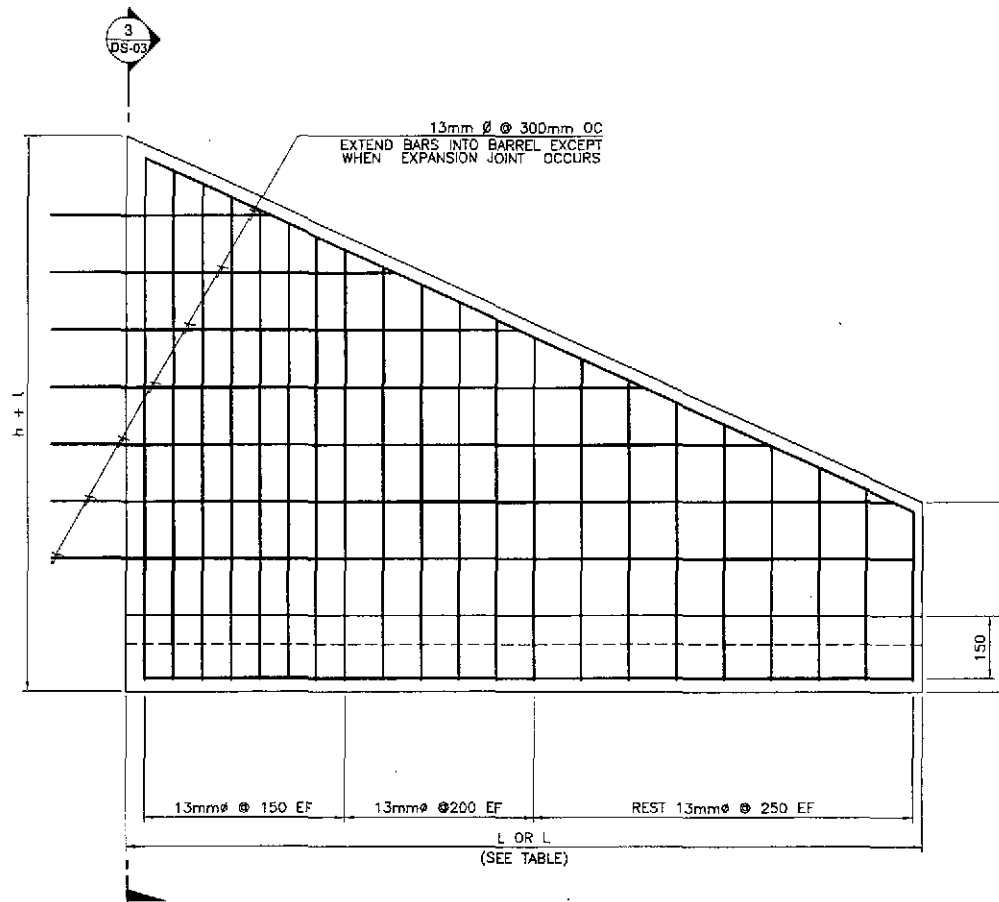 3
DS-03
13mm Ø @ 300mm OC
EXTEND BARS INTO BARREL EXCEPT
WHEN EXPANSION JOINT OCCURS
h + l
150
13mmø @ 150 EF
13mmø @200 EF
REST 13mmø @ 250 EF
L OR L
(SEE TABLE)